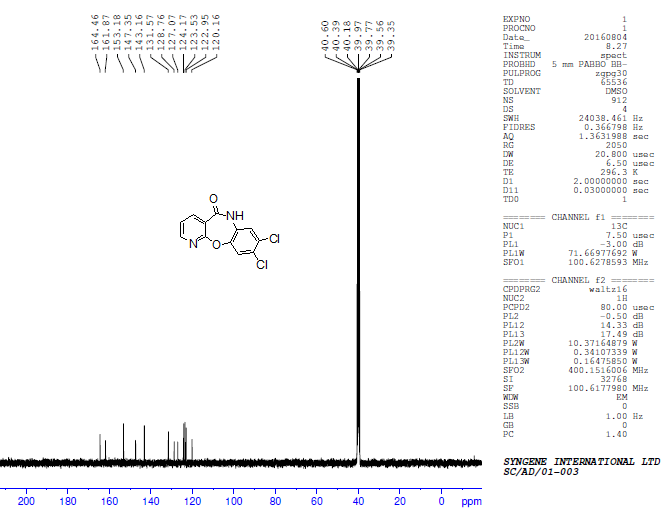 164.46
161.87
153.18
147.35
143.16
131.57
128.76
127.07
124.17
123.53
122.95
120.16
40.60
40.39
40.18
39.97
39.77
39.56
39.35
EXPNO 1
PROCNO 1
Date_ 20160804
Time 8.27
INSTRUM spect
PROBHD 5 mm PABBO BB-
PULPROG zgpg30
TD 65536
SOLVENT DMSO
NS 912
DS 4
SWH 24038.461 Hz
FIDRES 0.366798 Hz
AQ 1.3631988 sec
RG 2050
DW 20.800 usec
DE 6.50 usec
TE 296.3 K
D1 2.00000000 sec
D11 0.03000000 sec
TD0 1
======== CHANNEL f1 ========
NUC1 13C
P1 7.50 usec
PL1 -3.00 dB
PL1W 71.66977692 W
SFO1 100.6278593 MHz
======== CHANNEL f2 ========
CPDPRG2 waltz16
NUC2 1H
PCPD2 80.00 usec
PL2 -0.50 dB
PL12 14.33 dB
PL13 17.49 dB
PL2W 10.37164879 W
PL12W 0.34107339 W
PL13W 0.16475850 W
SFO2 400.1516006 MHz
SI 32768
SF 100.6177980 MHz
WDW EM
SSB 0
LB 1.00 Hz
GB 0
PC 1.40
SYNGENE INTERNATIONAL LTD
SC/AD/01-003
O
NH
Cl
N
O
Cl
200 180 160 140 120 100 80 60 40 20 0 ppm